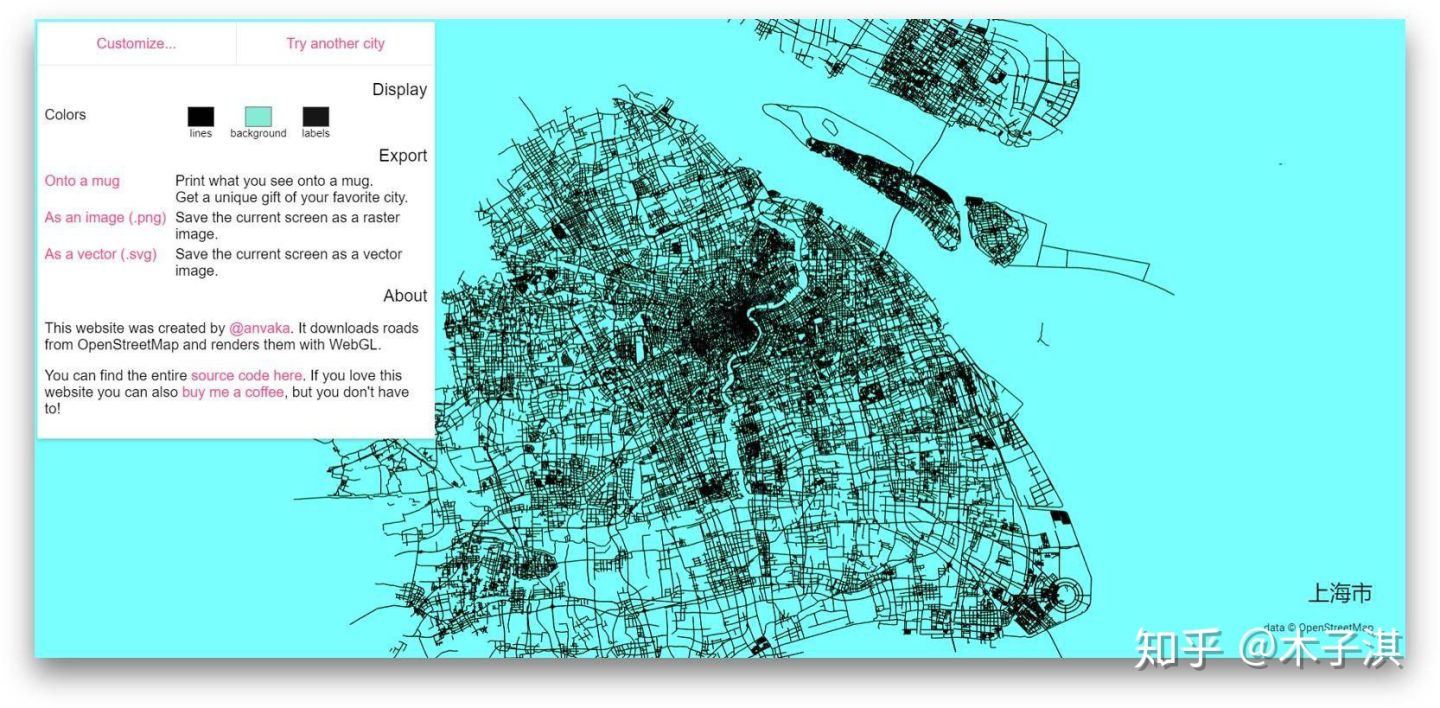 Customize...
Try another city
Display
Colors
lines
background
labels
Export
Onto a mug
Print what you see onto a mug.
Get a unique gift of your favorite city.
As an image (.png)
Save the current screen as a raster
image.
As a vector (.svg)
Save the current screen as a vector
image.
About
This website was created by @anvaka. It downloads roads
from OpenStreetMap and renders them with WebGL.
You can find the entire source code here. If you love this
website you can also buy me a coffee, but you don't have
to!
上海市
data © OpenStreetMap
知乎 @木子淇